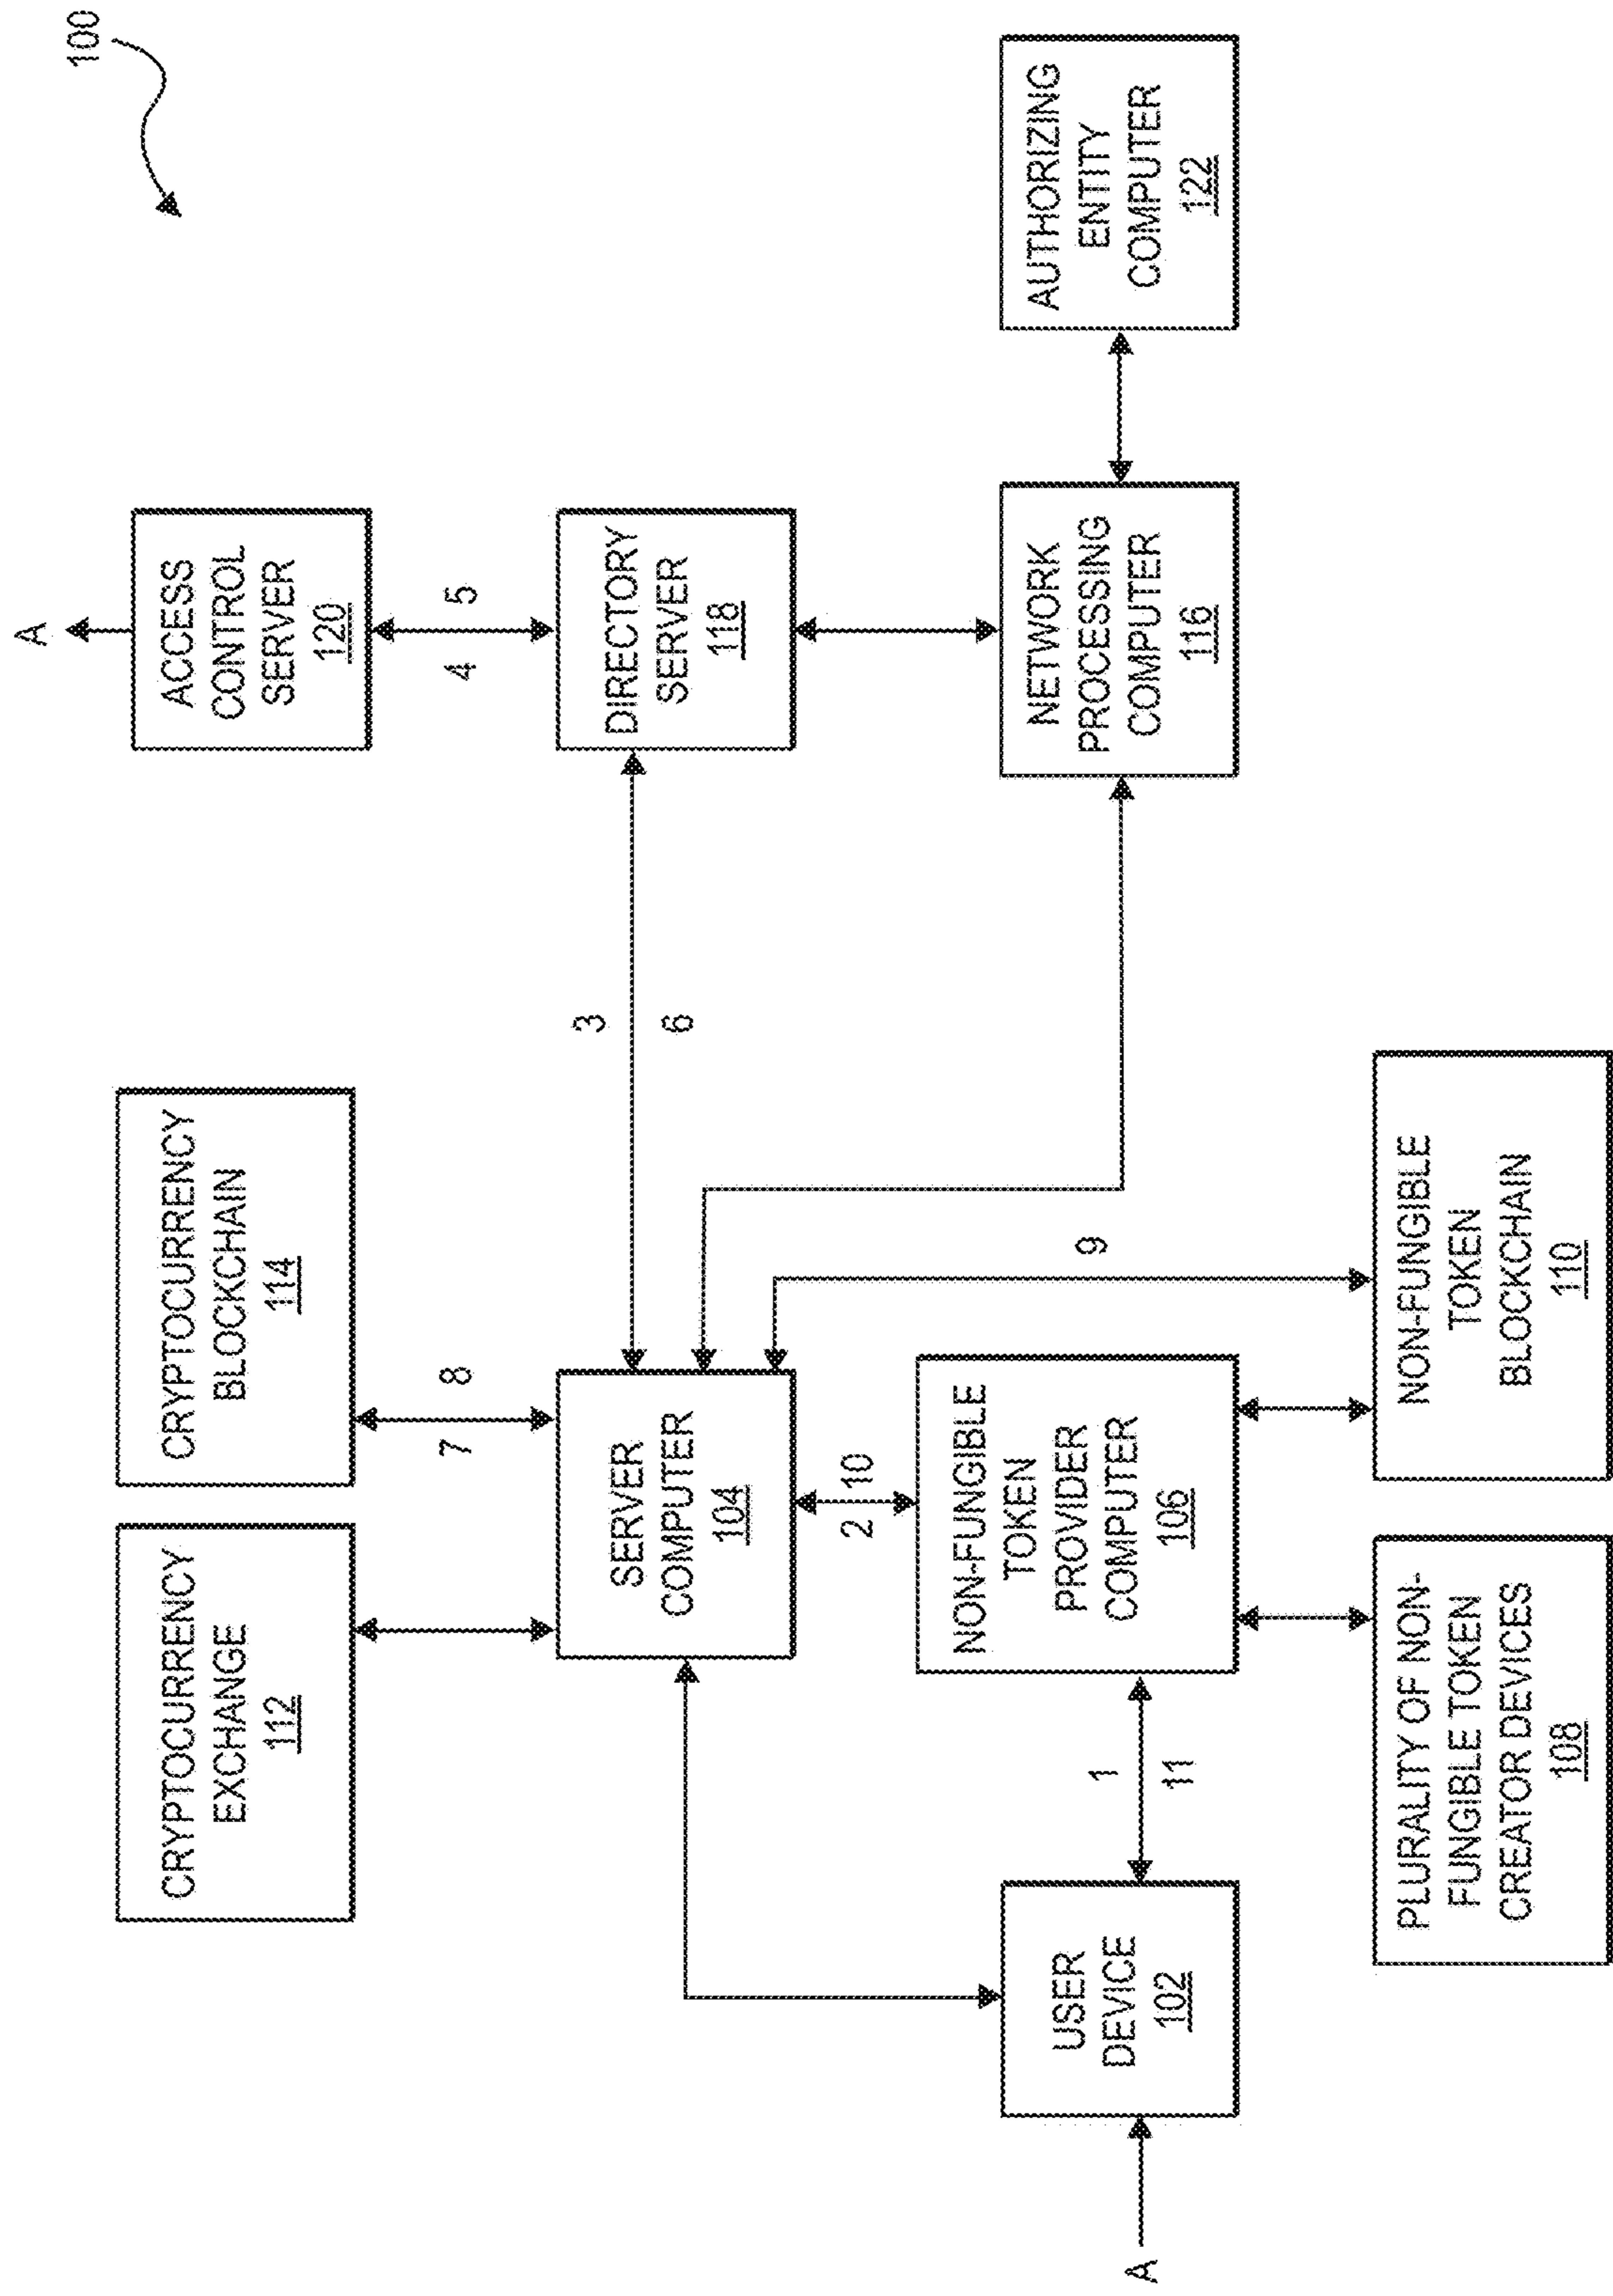 100
A
ACCESS
CONTROL
SERVER
120
4
5
CRYPTOCURRENCY
EXCHANGE
112
CRYPTOCURRENCY
BLOCKCHAIN
114
7
8
SERVER
COMPUTER
104
3
6
DIRECTORY
SERVER
118
2
10
A
USER
DEVICE
102
1
11
NON-FUNGIBLE
TOKEN
PROVIDER
COMPUTER
106
9
NETWORK
PROCESSING
COMPUTER
116
AUTHORIZING
ENTITY
COMPUTER
122
PLURALITY OF NON-
FUNGIBLE TOKEN
CREATOR DEVICES
108
NON-FUNGIBLE
TOKEN
BLOCKCHAIN
110